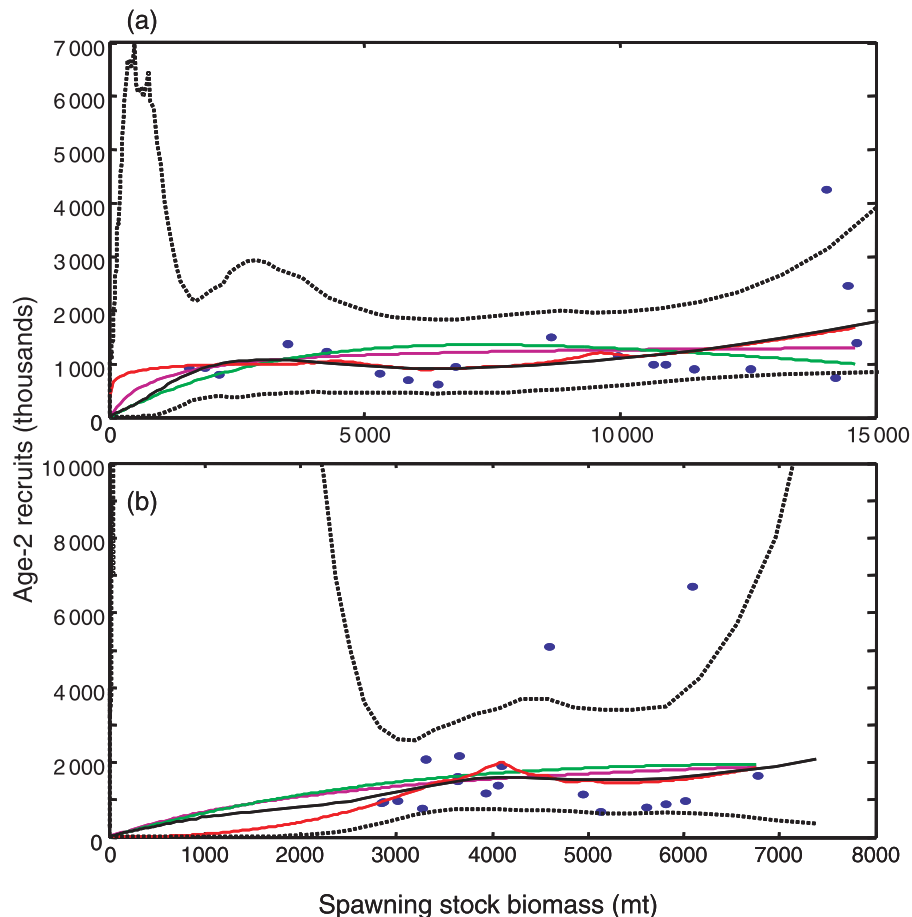 (a)
7 000
6 000
5 000
4 000
3 000
2 000
1 000
0
0 5 000 10 000 15 000
Age-2 recruits (thousands)
(b)
10 000
8 000
6 000
4 000
2 000
0
0 1000 2000 3000 4000 5000 6000 7000 8000
Spawning stock biomass (mt)